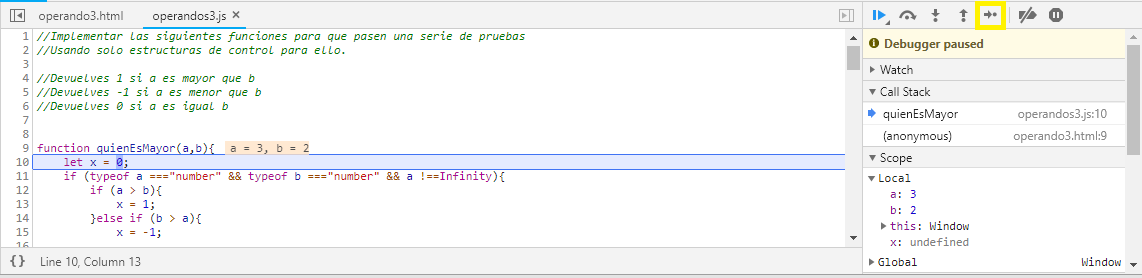 operando3.html operandos3.js ×
1 //Implementar las siguientes funciones para que pasen una serie de pruebas
2 //Usando solo estructuras de control para ello.
3
4 //Devuelves 1 si a es mayor que b
5 //Devuelves -1 si a es menor que b
6 //Devuelves 0 si a es igual b
7
8
9 function quienEsMayor(a,b){ a = 3, b = 2
10 let x = 0;
11 if (typeof a ==="number" && typeof b ==="number" && a !==Infinity){
12 if (a > b){
13 x = 1;
14 }else if (b > a){
15 x = -1;
16
{} Line 10, Column 13
Debugger paused
Watch
Call Stack
quienEsMayor operandos3.js:10
(anonymous) operando3.html:9
Scope
Local
a: 3
b: 2
this: Window
x: undefined
Global Window